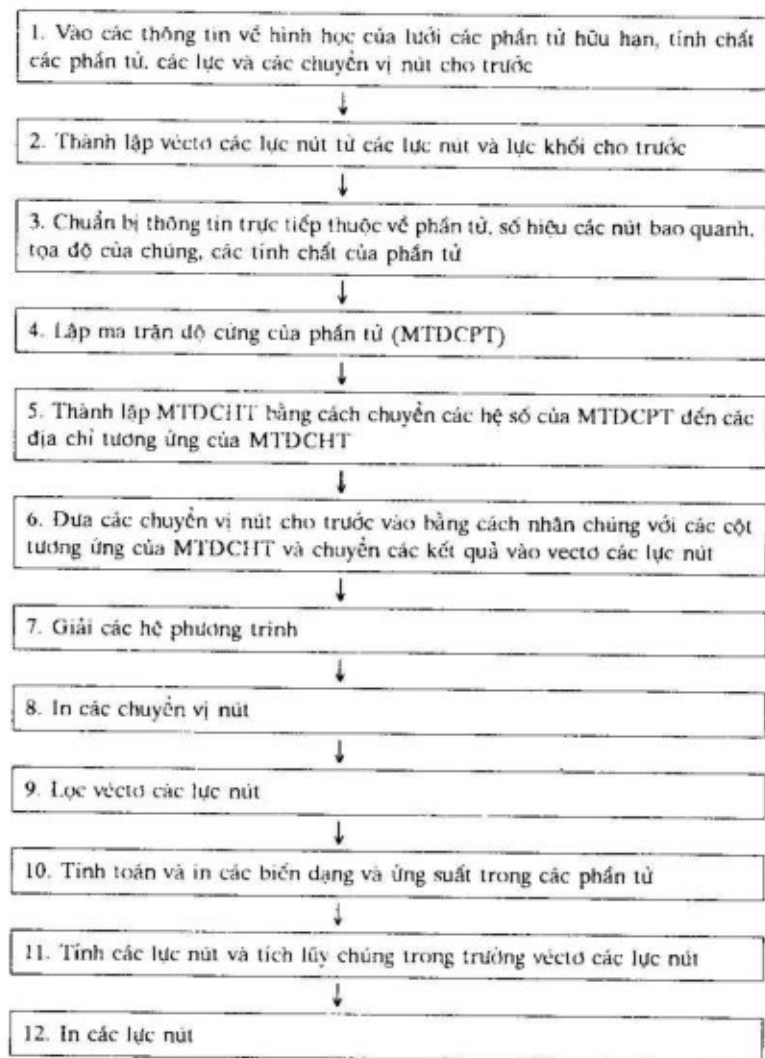 1. Vào các thông tin về hình học của lưới các phần tử hữu hạn, tính chất
các phần tử, các lực và các chuyển vị nút cho trước
2. Thành lập véctơ các lực nút từ các lực nút và lực khối cho trước
3. Chuẩn bị thông tin trực tiếp thuộc về phần tử, số hiệu các nút bao quanh,
tọa độ của chúng, các tính chất của phần tử
4. Lập ma trận độ cứng của phần tử (MTDCPT)
5. Thành lập MTDCHT bằng cách chuyển các hệ số của MTDCPT đến các
địa chỉ tương ứng của MTDCHT
6. Đưa các chuyển vị nút cho trước vào bằng cách nhân chúng với các cột
tương ứng của MTDCHT và chuyển các kết quả vào vectơ các lực nút
7. Giải các hệ phương trình
8. In các chuyển vị nút
9. Lọc véctơ các lực nút
10. Tính toán và in các biến dạng và ứng suất trong các phần tử
11. Tính các lực nút và tích lũy chúng trong trường véctơ các lực nút
12. In các lực nút